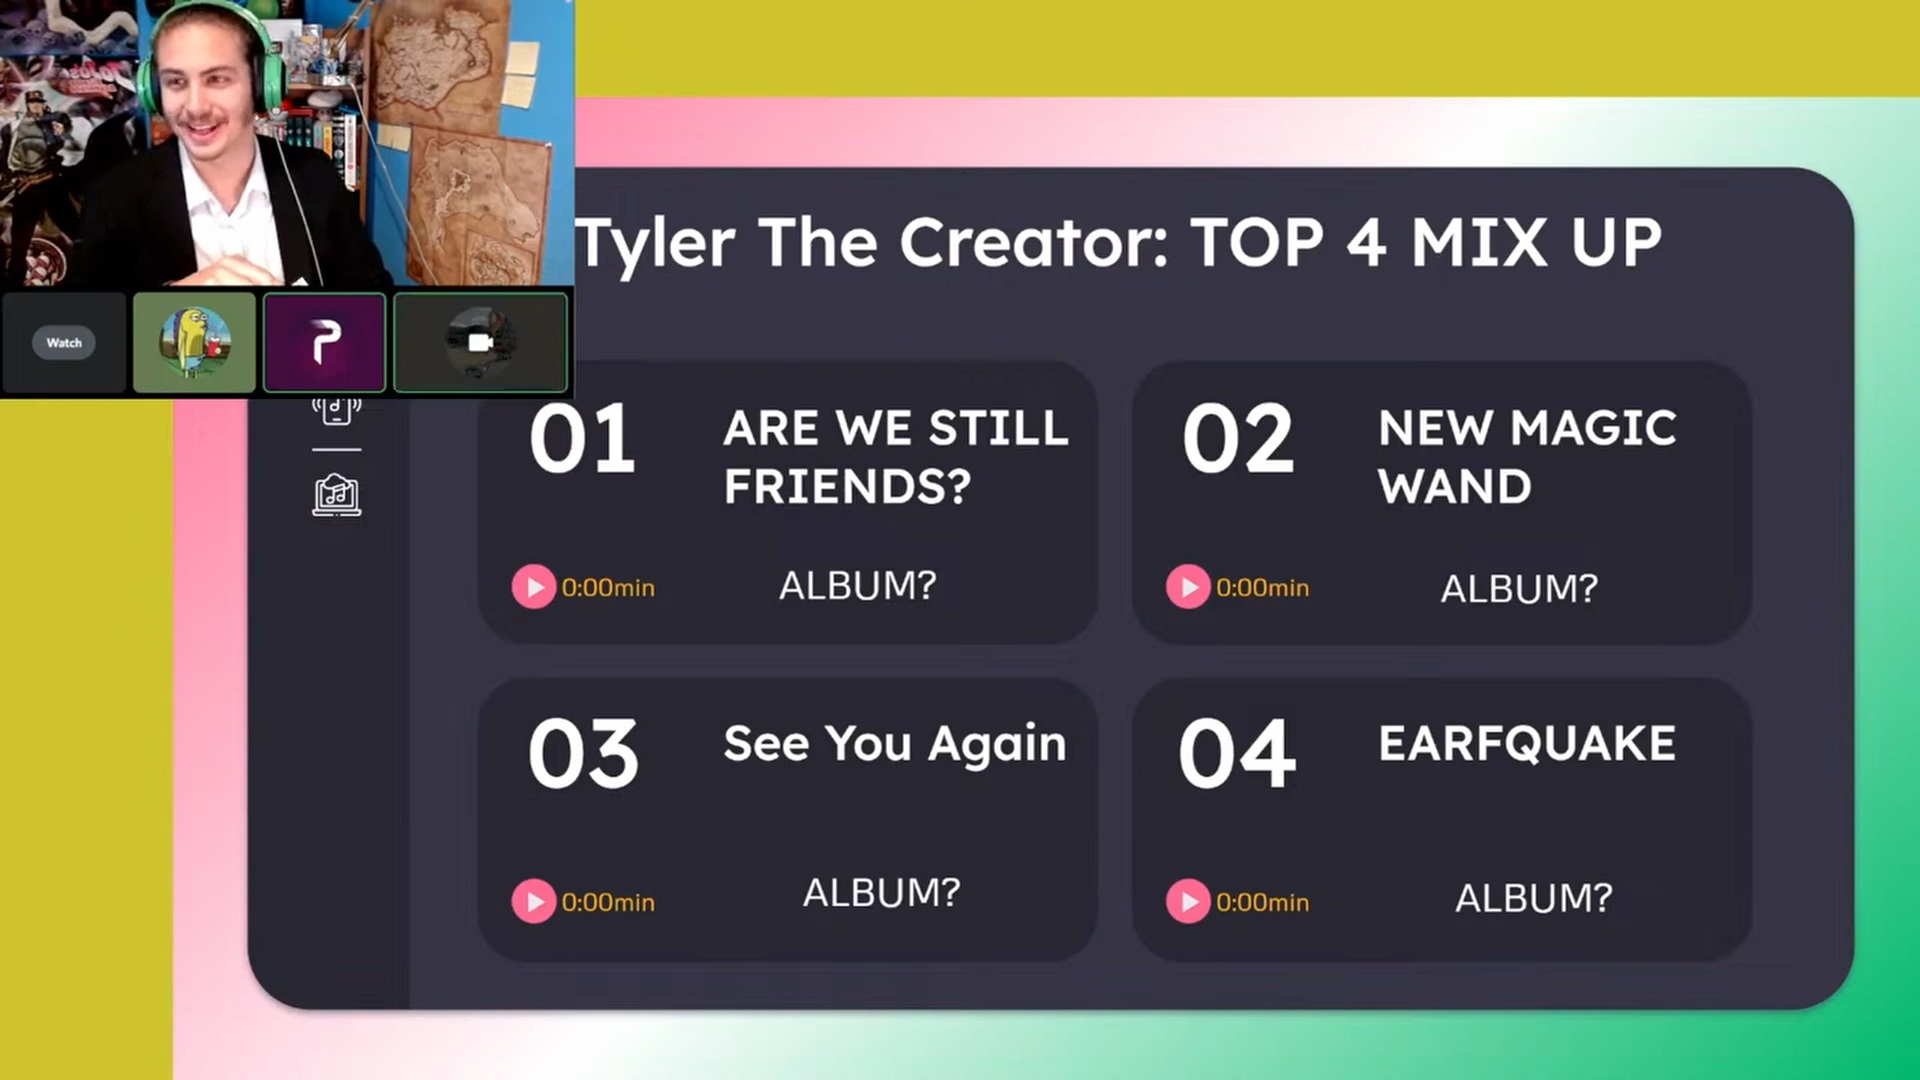 Tyler The Creator: TOP 4 MIX UP
Watch
01
ARE WE STILL
FRIENDS?
0:00min
ALBUM?
02
NEW MAGIC
WAND
0:00min
ALBUM?
03
See You Again
0:00min
ALBUM?
04
EARFQUAKE
0:00min
ALBUM?